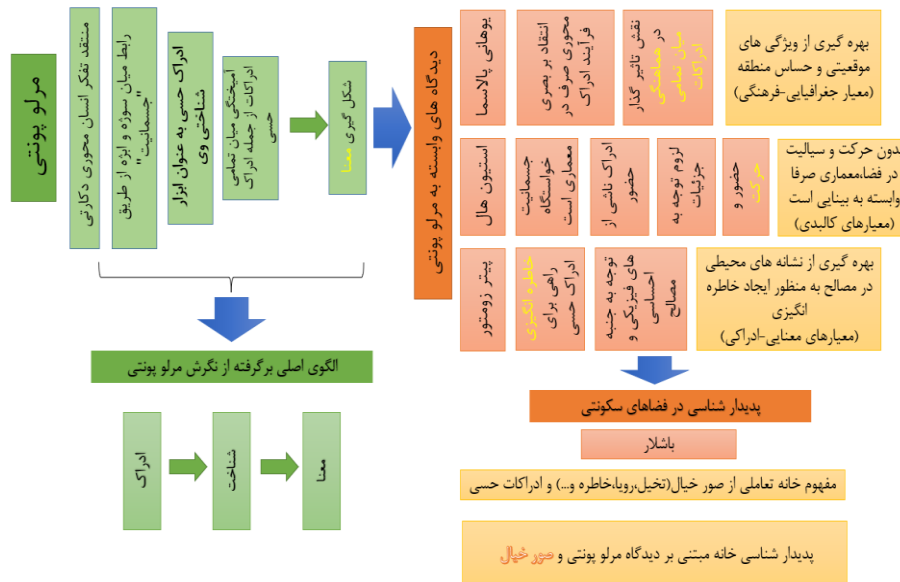 مرلو پونتی
منتقد تفکر انسان محوری دکارتی
رابط میان سوژه و ابژه از طریق
"جسمانیت"
ادراک حسی به عنوان ابزار
شناختی وی
آمیختگی میان تمامی
ادراکات از جمله ادراک
حسی
شکل گیری معنا
الگوی اصلی برگرفته از نگرش مرلو پونتی
ادراک
شناخت
معنا
دیدگاه های وابسته به مرلو پونتی
یوهانی پالاسما
انتقاد بر بصری
محوری صرف در
فرآیند ادراک
نقش تاثیر گذار
در هماهنگی
میان تمامی
ادراکات
بهره گیری از ویژگی های
موقعیتی و حساس منطقه
(معیار جغرافیایی-فرهنگی)
استیون هال
جسمانیت
خواستگاه
معماری است
ادراک ناشی از
حضور
لزوم توجه به
جزئیات
حضور و
حرکت
بدون حرکت و سیالیت
در فضا،معماری صرفا
وابسته به بینایی است
(معیارهای کالبدی)
پیتر زومتور
خاطره انگیزی
راهی برای
ادراک حسی
توجه به جنبه
های فیزیکی و
احساسی
مصالح
بهره گیری از نشانه های محیطی
در مصالح به منظور ایجاد خاطره
انگیزی
(معیارهای معنایی-ادراکی)
پدیدار شناسی در فضاهای سکونتی
باشلار
مفهوم خانه تعاملی از صور خیال(تخیل،رویا،خاطره و...) و ادراکات حسی
پدیدار شناسی خانه مبتنی بر دیدگاه مرلو پونتی و صور خیال